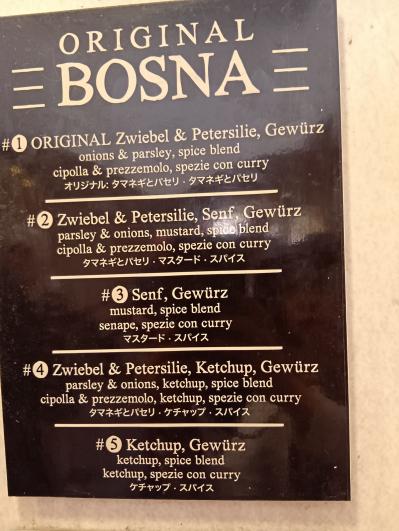 ORIGINAL
BOSNA
#1 ORIGINAL Zwiebel & Petersilie, Gewürz
onions & parsley, spice blend
cipolla & prezzemolo, spezie con curry
オリジナル: タマネギとパセリ・タマネギとパセリ
#2 Zwiebel & Petersilie, Senf, Gewürz
parsley & onions, mustard, spice blend
cipolla & prezzemolo, spezie con curry
タマネギとパセリ・マスタード・スパイス
#3 Senf, Gewürz
mustard, spice blend
senape, spezie con curry
マスタード・スパイス
#4 Zwiebel & Petersilie, Ketchup, Gewürz
parsley & onions, ketchup, spice blend
cipolla & prezzemolo, ketchup, spezie con curry
タマネギとパセリ・ケチャップ・スパイス
#5 Ketchup, Gewürz
ketchup, spice blend
ketchup, spezie con curry
ケチャップ・スパイス